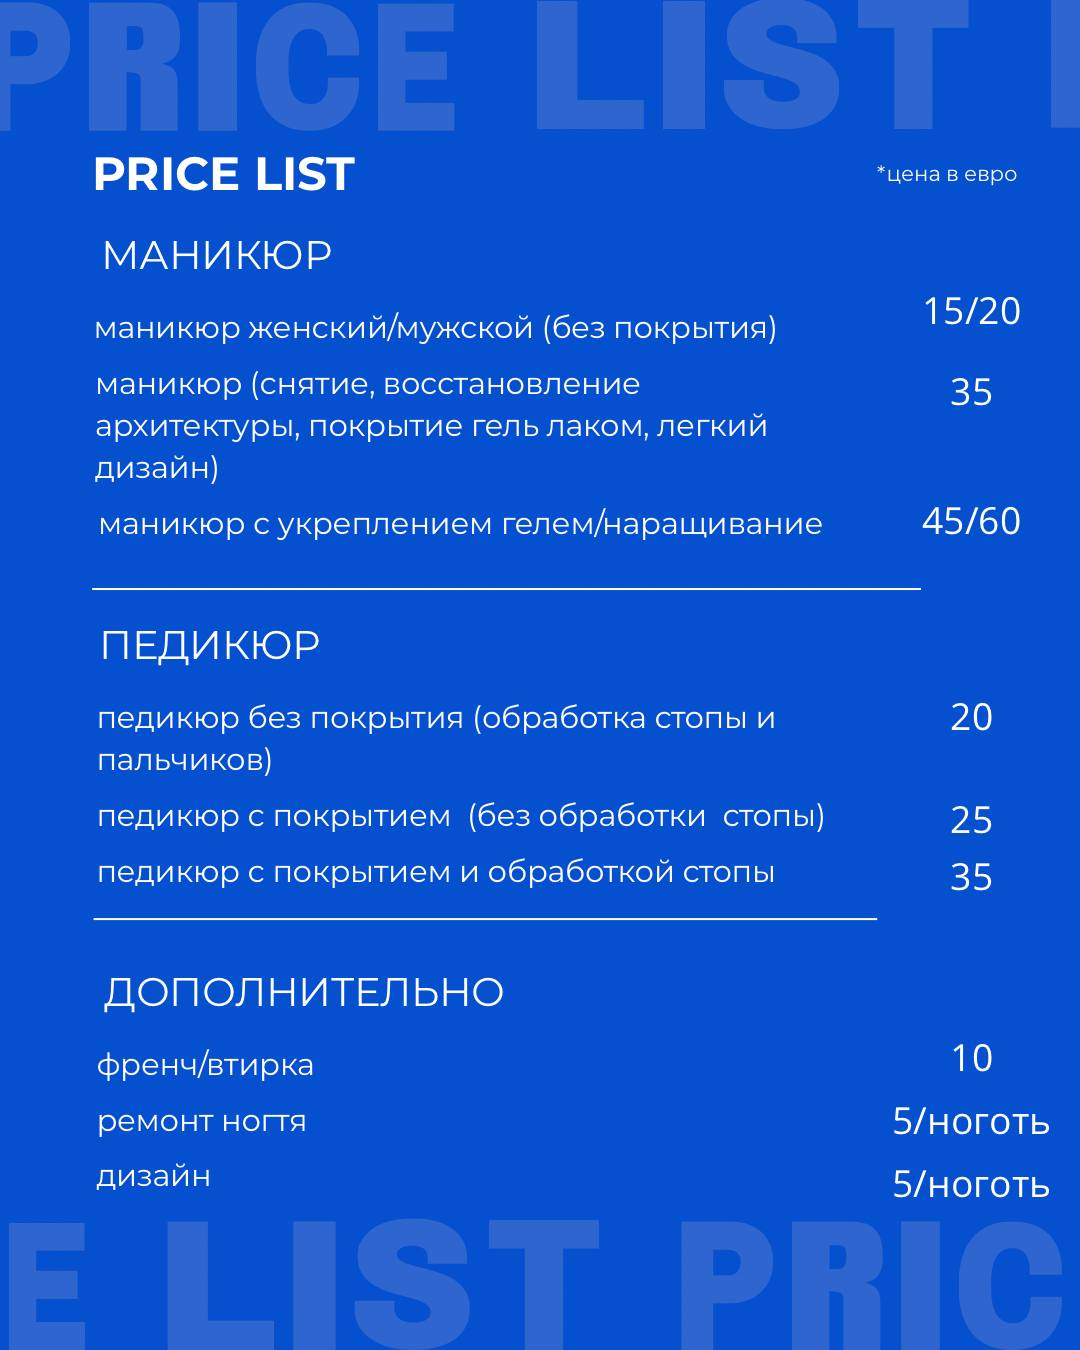 PRICE LIST
PRICE LIST
*цена в евро
МАНИКЮР
маникюр женский/мужской (без покрытия) 15/20
маникюр (снятие, восстановление 35
архитектуры, покрытие гель лаком, легкий
дизайн)
маникюр с укреплением гелем/наращивание 45/60
ПЕДИКЮР
педикюр без покрытия (обработка стопы и 20
пальчиков)
педикюр с покрытием (без обработки стопы) 25
педикюр с покрытием и обработкой стопы 35
ДОПОЛНИТЕЛЬНО
френч/втирка 10
ремонт ногтя 5/ноготь
дизайн 5/ноготь
E LIST PRIC